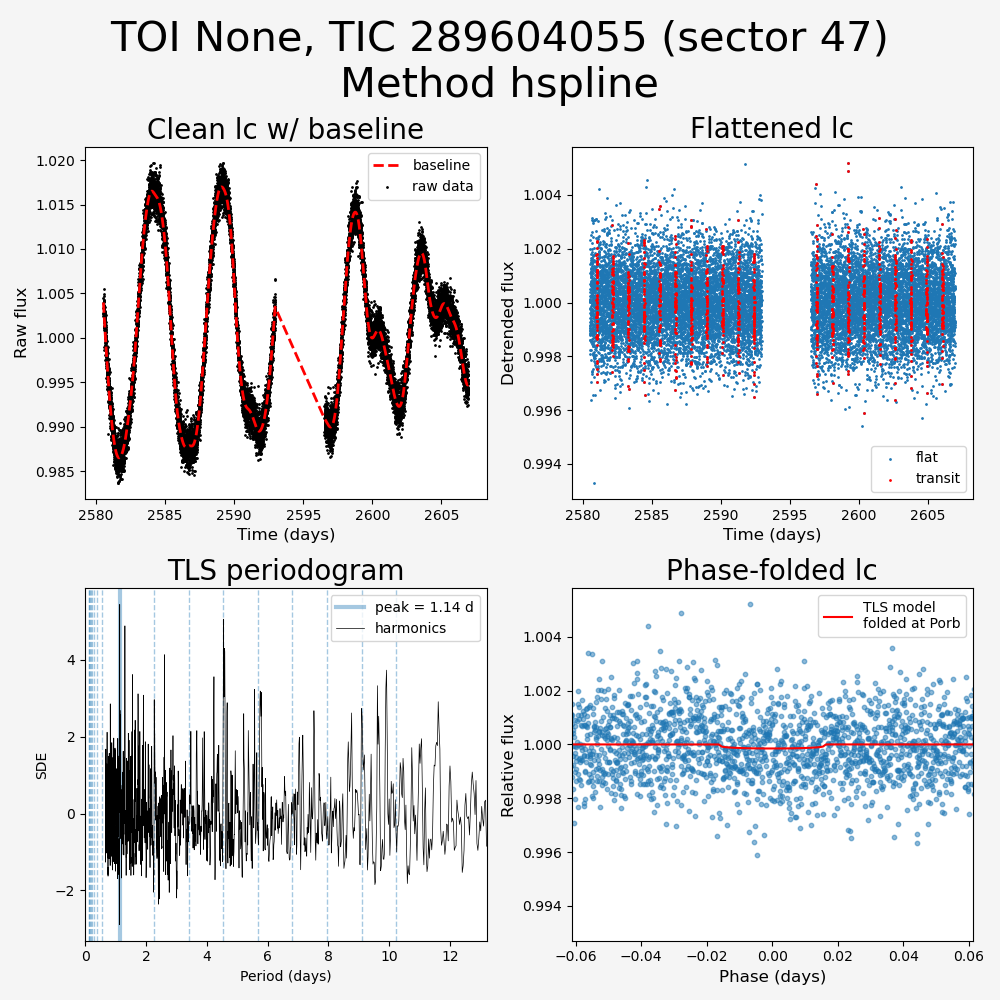 TOI None, TIC 289604055 (sector 47)
Method hspline
Clean lc w/ baseline
Flattened lc
1.020
1.015
1.010
1.005
1.000
0.995
0.990
0.985
Raw flux
baseline
raw data
2580
2585
2590
2595
2600
2605
Time (days)
1.004
1.002
1.000
0.998
0.996
0.994
Detrended flux
flat
transit
2580
2585
2590
2595
2600
2605
Time (days)
TLS periodogram
Phase-folded lc
4
2
0
−2
SDE
peak = 1.14 d
harmonics
0
2
4
6
8
10
12
Period (days)
1.004
1.002
1.000
0.998
0.996
0.994
Relative flux
TLS model
folded at Porb
−0.06
−0.04
−0.02
0.00
0.02
0.04
0.06
Phase (days)